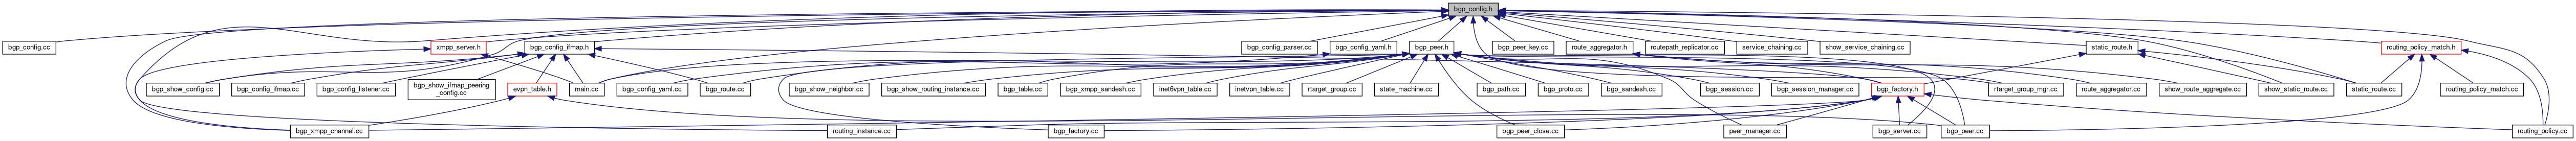 bgp_config.h
bgp_config.cc
xmpp_server.h
bgp_config_ifmap.h
bgp_config_parser.cc
bgp_config_yaml.h
bgp_peer.h
bgp_peer_key.cc
route_aggregator.h
routepath_replicator.cc
service_chaining.cc
show_service_chaining.cc
static_route.h
routing_policy_match.h
bgp_show_config.cc
bgp_config_ifmap.cc
bgp_config_listener.cc
bgp_show_ifmap_peering
_config.cc
evpn_table.h
main.cc
bgp_config_yaml.cc
bgp_route.cc
bgp_show_neighbor.cc
bgp_show_routing_instance.cc
bgp_table.cc
bgp_xmpp_sandesh.cc
inet6vpn_table.cc
inetvpn_table.cc
rtarget_group.cc
state_machine.cc
bgp_path.cc
bgp_proto.cc
bgp_sandesh.cc
bgp_session.cc
bgp_session_manager.cc
bgp_factory.h
rtarget_group_mgr.cc
route_aggregator.cc
show_route_aggregate.cc
show_static_route.cc
static_route.cc
routing_policy_match.cc
bgp_xmpp_channel.cc
routing_instance.cc
bgp_factory.cc
bgp_peer_close.cc
peer_manager.cc
bgp_server.cc
bgp_peer.cc
routing_policy.cc